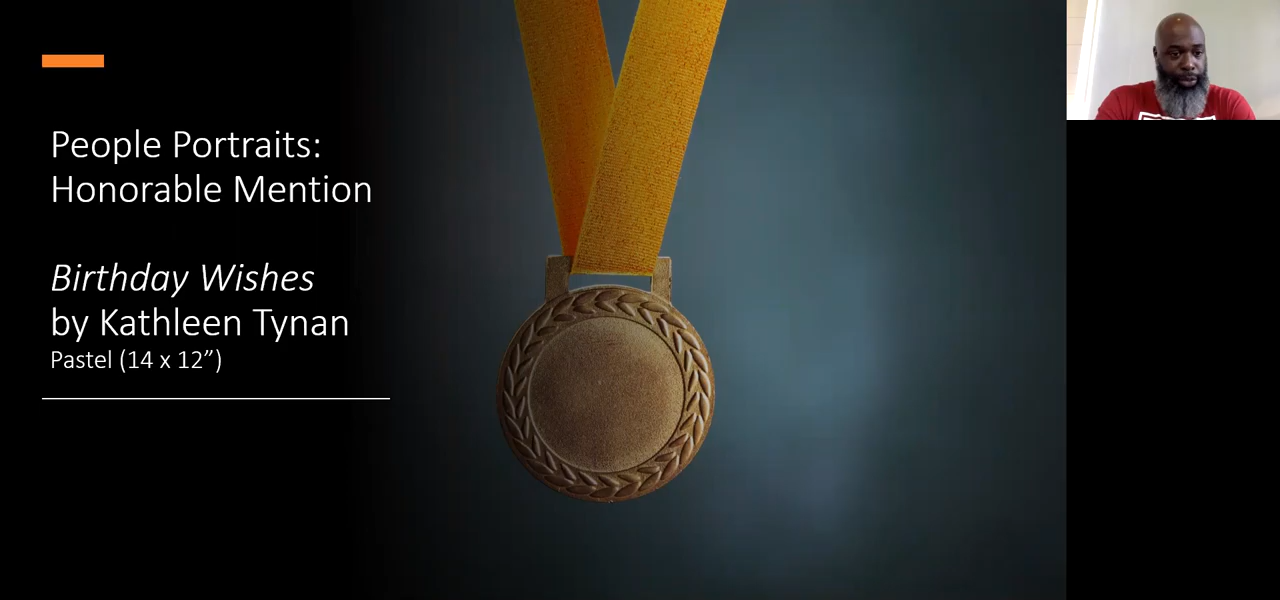 People Portraits:
Honorable Mention
Birthday Wishes
by Kathleen Tynan
Pastel (14 x 12”)